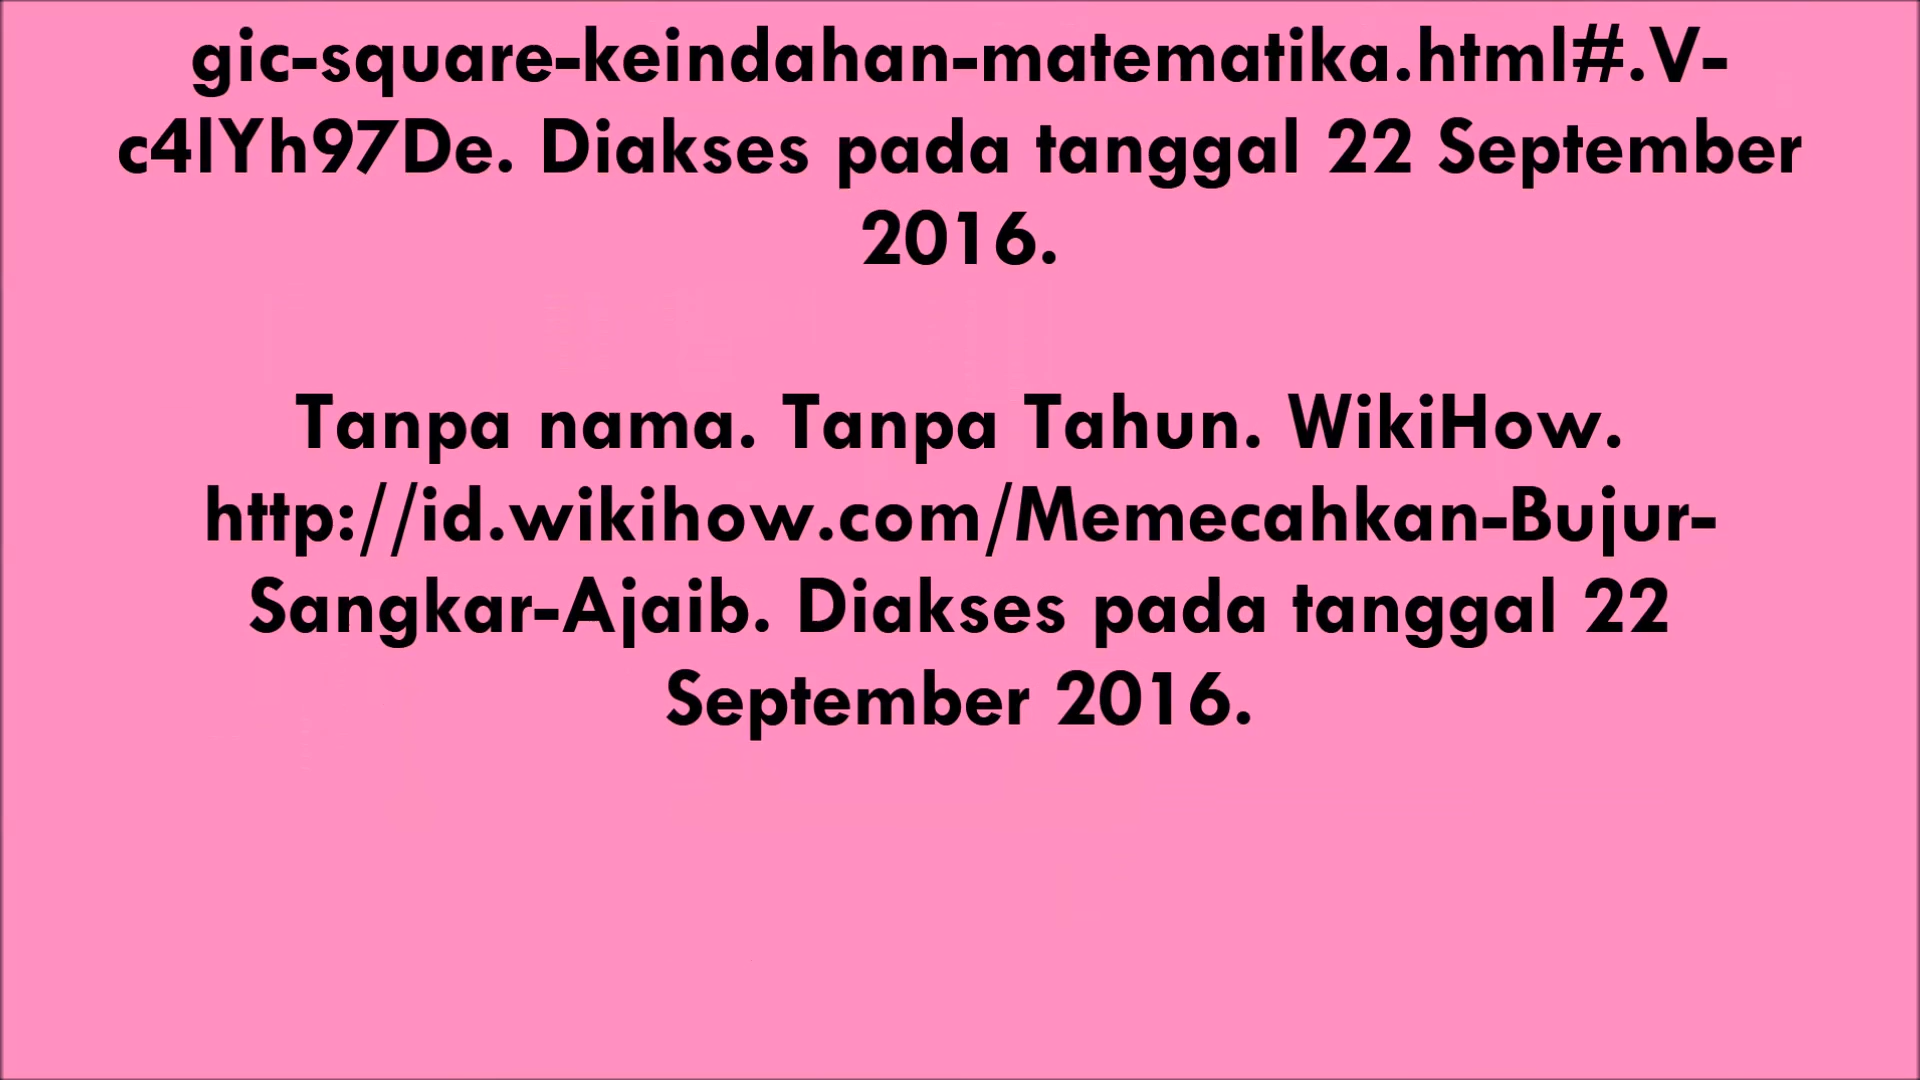 gic-square-keindahan-matematika.html#.V-
c4lYh97De. Diakses pada tanggal 22 September
2016.
Tanpa nama. Tanpa Tahun. WikiHow.
http://id.wikihow.com/Memecahkan-Bujur-
Sangkar-Ajaib. Diakses pada tanggal 22
September 2016.